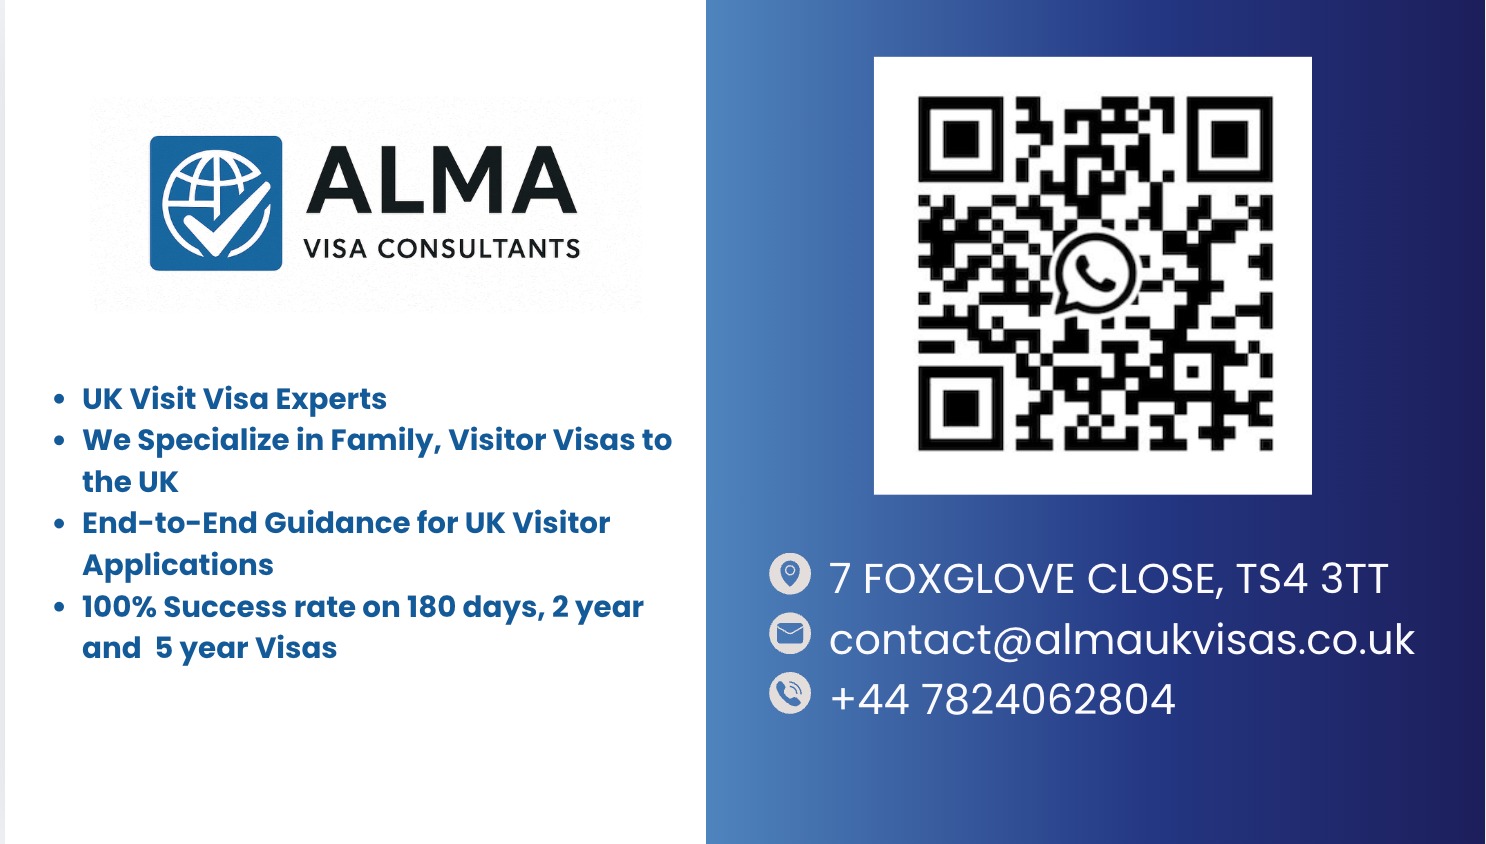 ALMA
VISA CONSULTANTS
• UK Visit Visa Experts
• We Specialize in Family, Visitor Visas to
the UK
• End-to-End Guidance for UK Visitor
Applications
• 100% Success rate on 180 days, 2 year
and  5 year Visas
7 FOXGLOVE CLOSE, TS4 3TT
contact@almaukvisas.co.uk
+44 7824062804